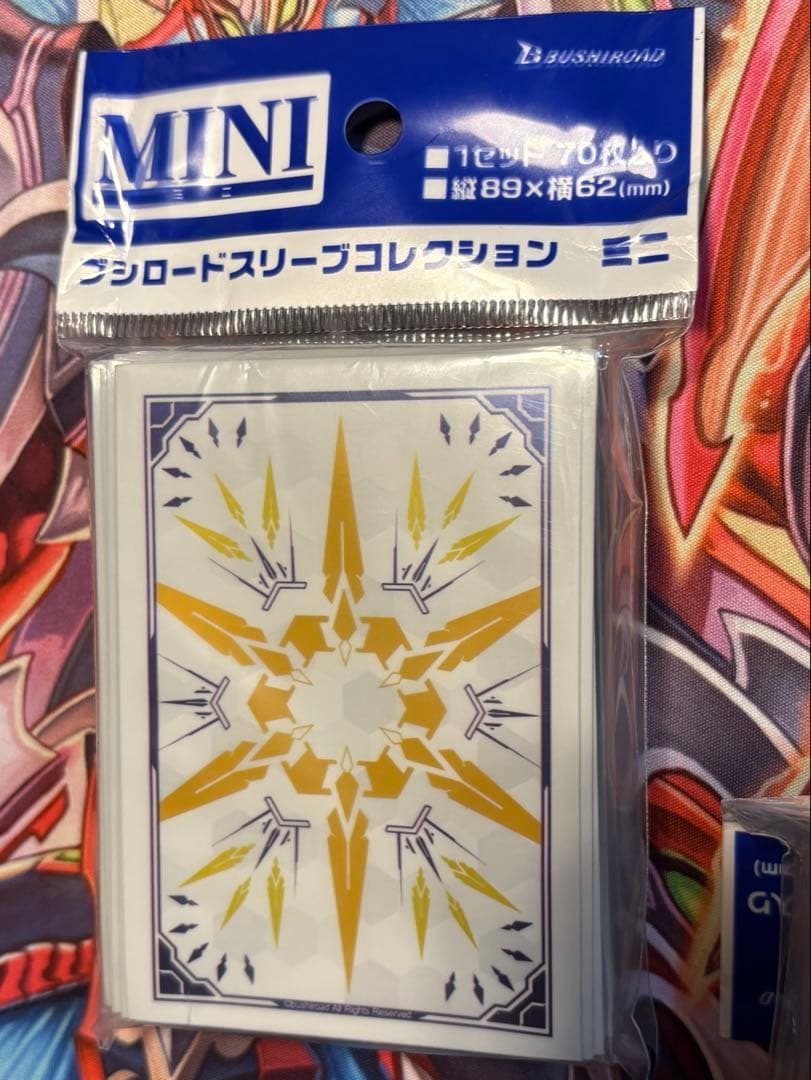 BUSHIROAD
MINI
ミニ
■1セット 70枚入り
■縦89×横62(mm)
ブシロードスリーブコレクション ミニ
©bushiroad All Rights Reserved.